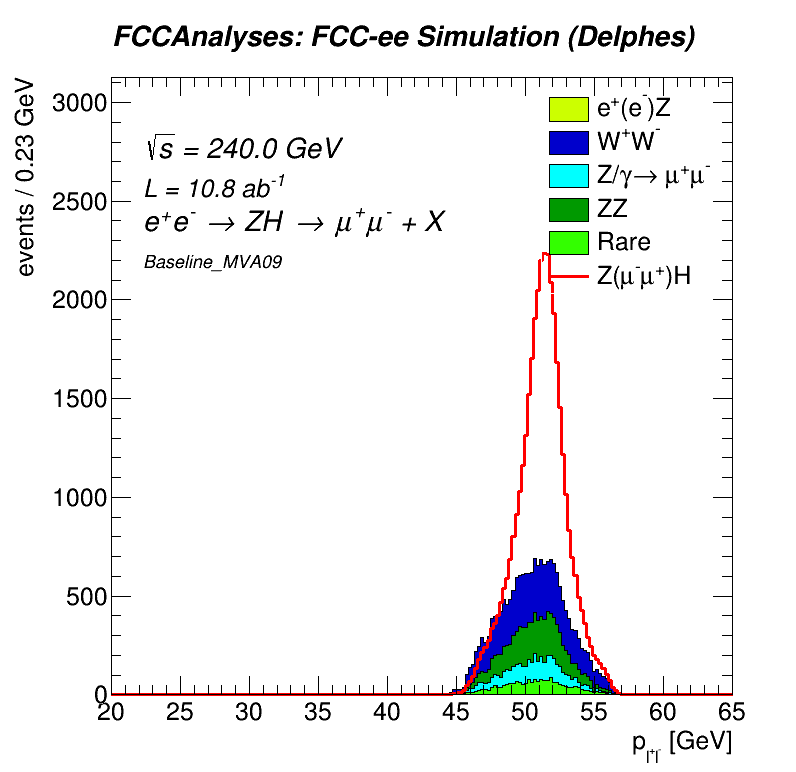 FCCAnalyses: FCC-ee Simulation (Delphes)
events / 0.23 GeV
3000
2500
2000
1500
1000
500
0
√s = 240.0 GeV
L = 10.8 ab⁻¹
e⁺e⁻ → ZH → μ⁺μ⁻ + X
Baseline_MVA09
e⁺(e⁻)Z
W⁺W⁻
Z/γ→ μ⁺μ⁻
ZZ
Rare
Z(μ⁻μ⁺)H
20 25 30 35 40 45 50 55 60 65
p_l⁺l⁻ [GeV]